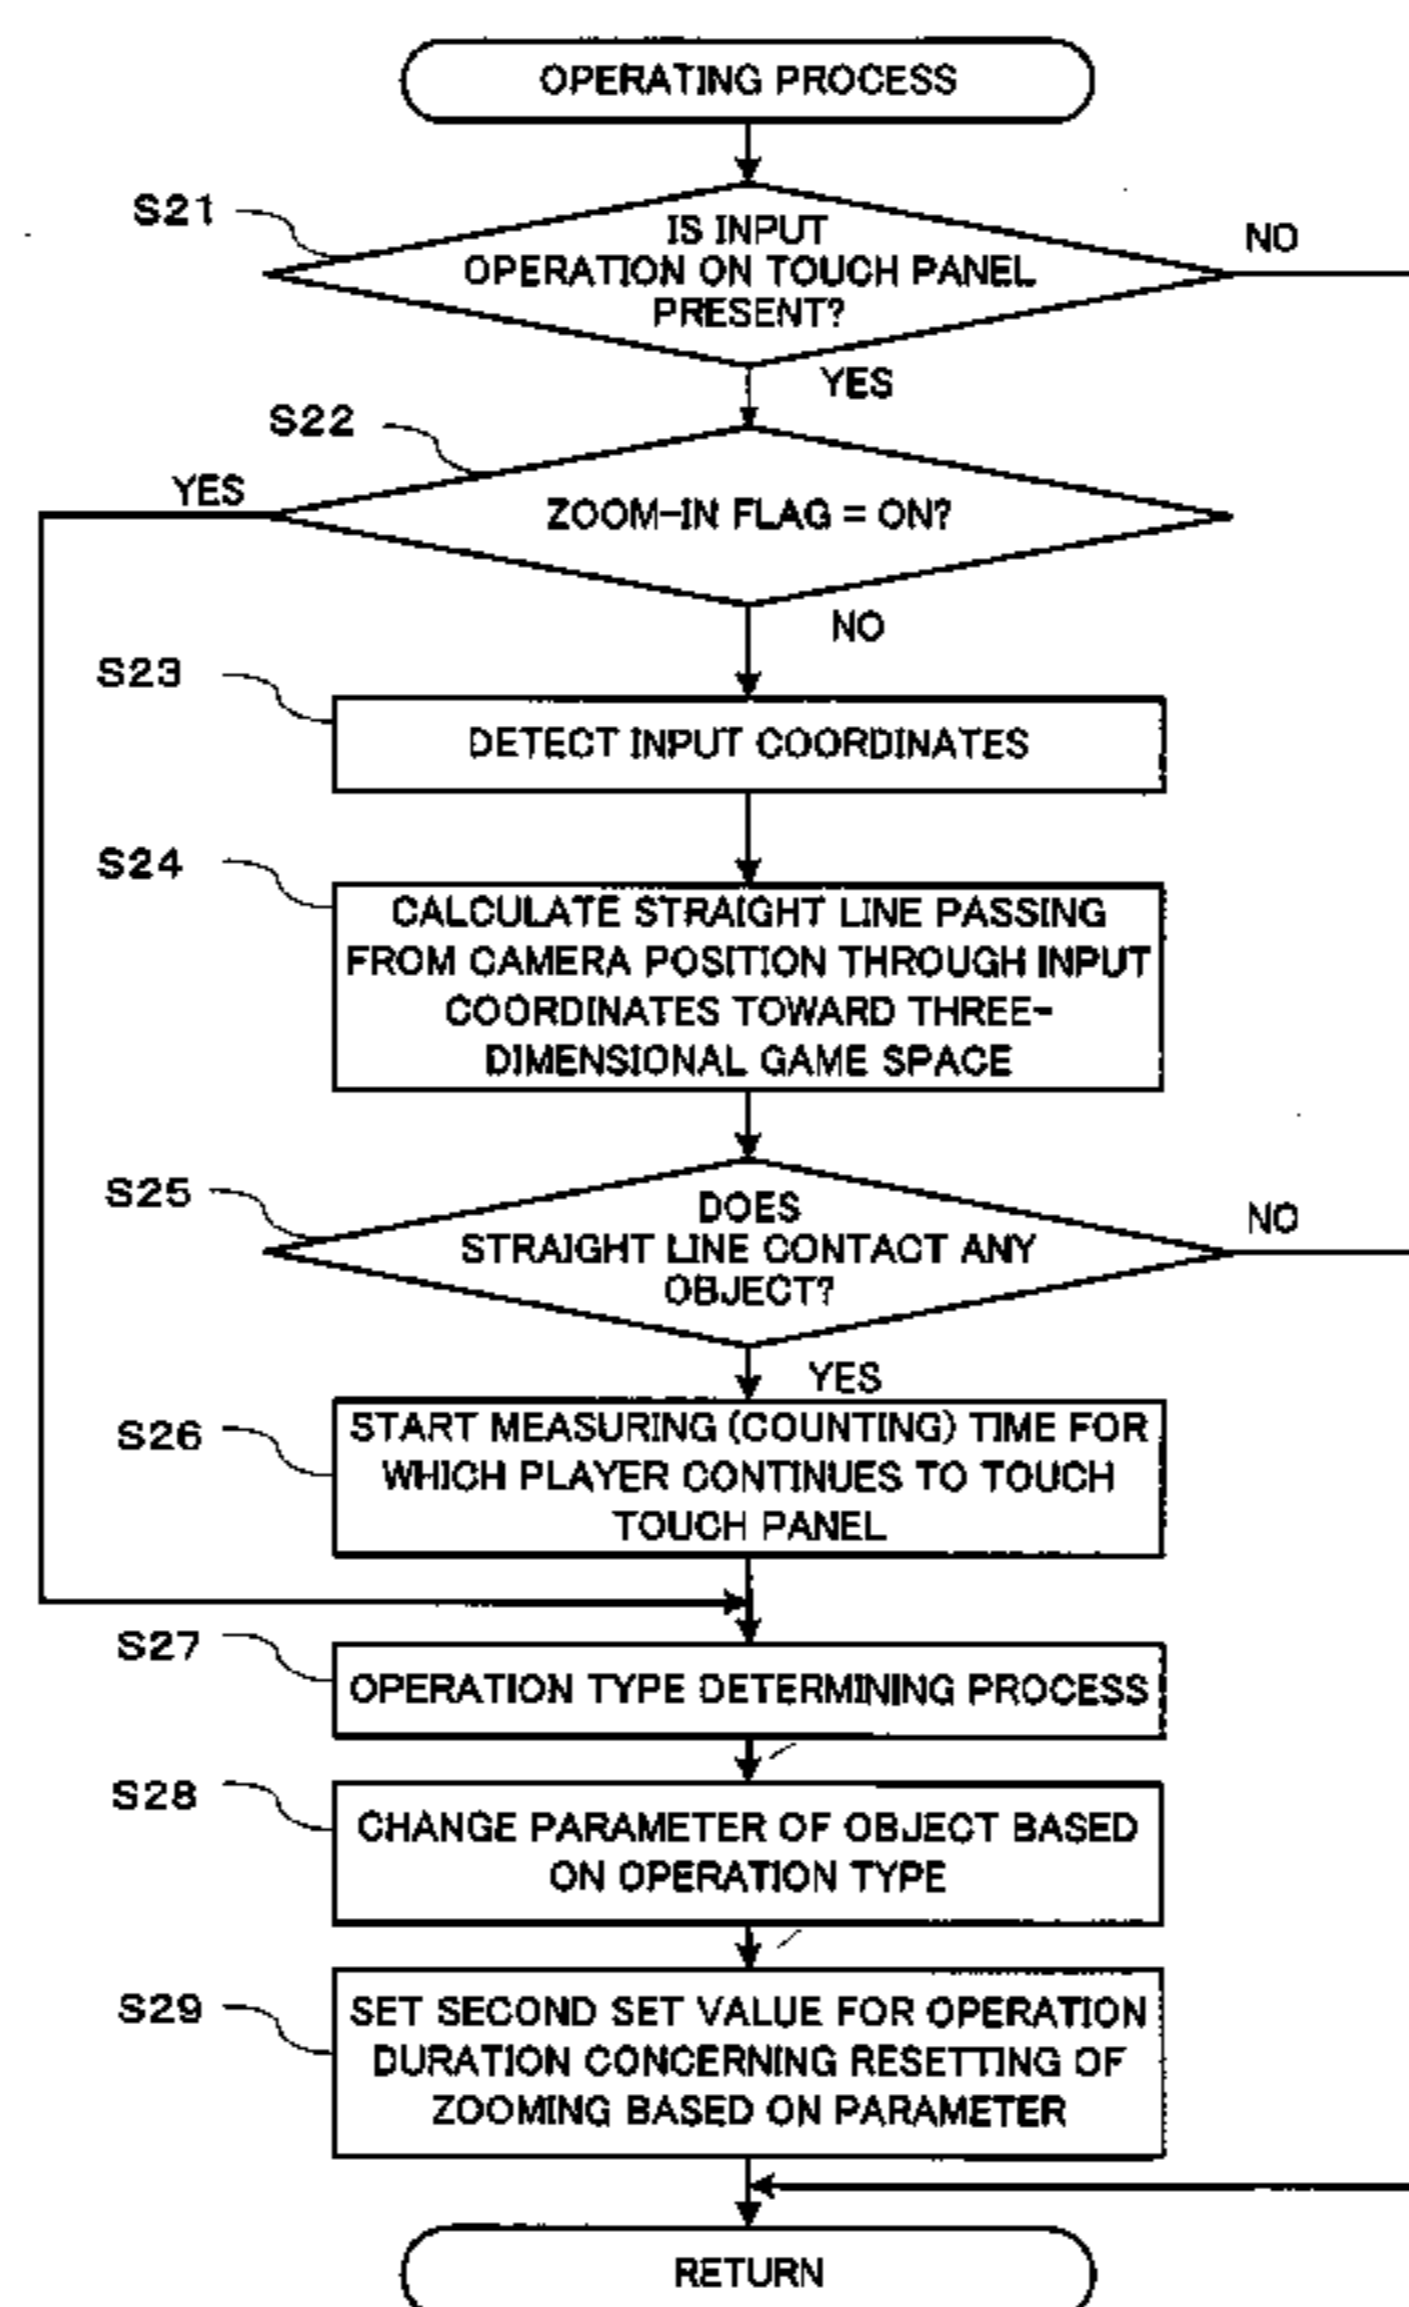 OPERATING PROCESS
S21
IS INPUT
OPERATION ON TOUCH PANEL
PRESENT?
NO
YES
S22
YES
ZOOM-IN FLAG = ON?
NO
S23
DETECT INPUT COORDINATES
S24
CALCULATE STRAIGHT LINE PASSING
FROM CAMERA POSITION THROUGH INPUT
COORDINATES TOWARD THREE-
DIMENSIONAL GAME SPACE
S25
DOES
STRAIGHT LINE CONTACT ANY
OBJECT?
NO
YES
S26
START MEASURING (COUNTING) TIME FOR
WHICH PLAYER CONTINUES TO TOUCH
TOUCH PANEL
S27
OPERATION TYPE DETERMINING PROCESS
S28
CHANGE PARAMETER OF OBJECT BASED
ON OPERATION TYPE
S29
SET SECOND SET VALUE FOR OPERATION
DURATION CONCERNING RESETTING OF
ZOOMING BASED ON PARAMETER
RETURN